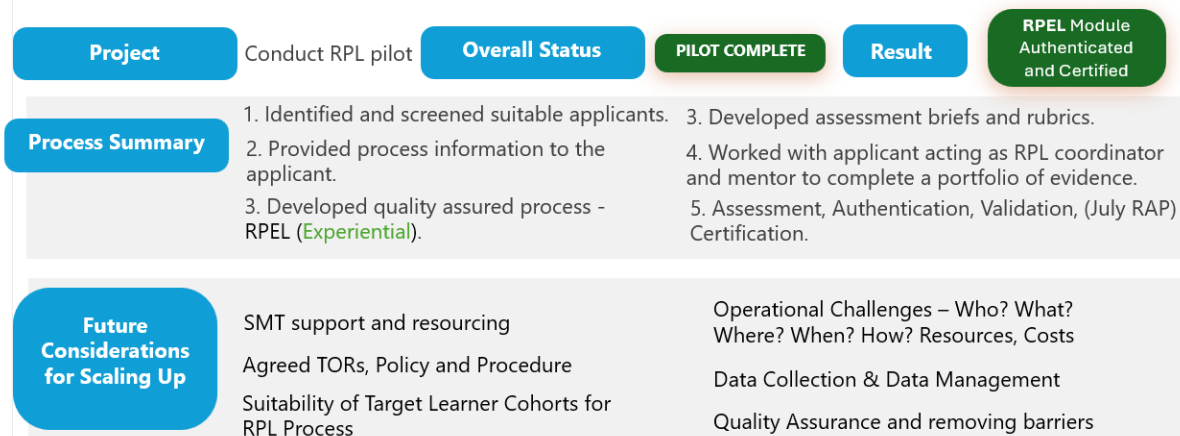 Project
Conduct RPL pilot
Overall Status
PILOT COMPLETE
Result
RPEL Module
Authenticated
and Certified
Process Summary
1. Identified and screened suitable applicants.
2. Provided process information to the
applicant.
3. Developed quality assured process -
RPEL (Experiential).
3. Developed assessment briefs and rubrics.
4. Worked with applicant acting as RPL coordinator
and mentor to complete a portfolio of evidence.
5. Assessment, Authentication, Validation, (July RAP)
Certification.
Future
Considerations
for Scaling Up
SMT support and resourcing
Agreed TORs, Policy and Procedure
Suitability of Target Learner Cohorts for
RPL Process
Operational Challenges – Who? What?
Where? When? How? Resources, Costs
Data Collection & Data Management
Quality Assurance and removing barriers